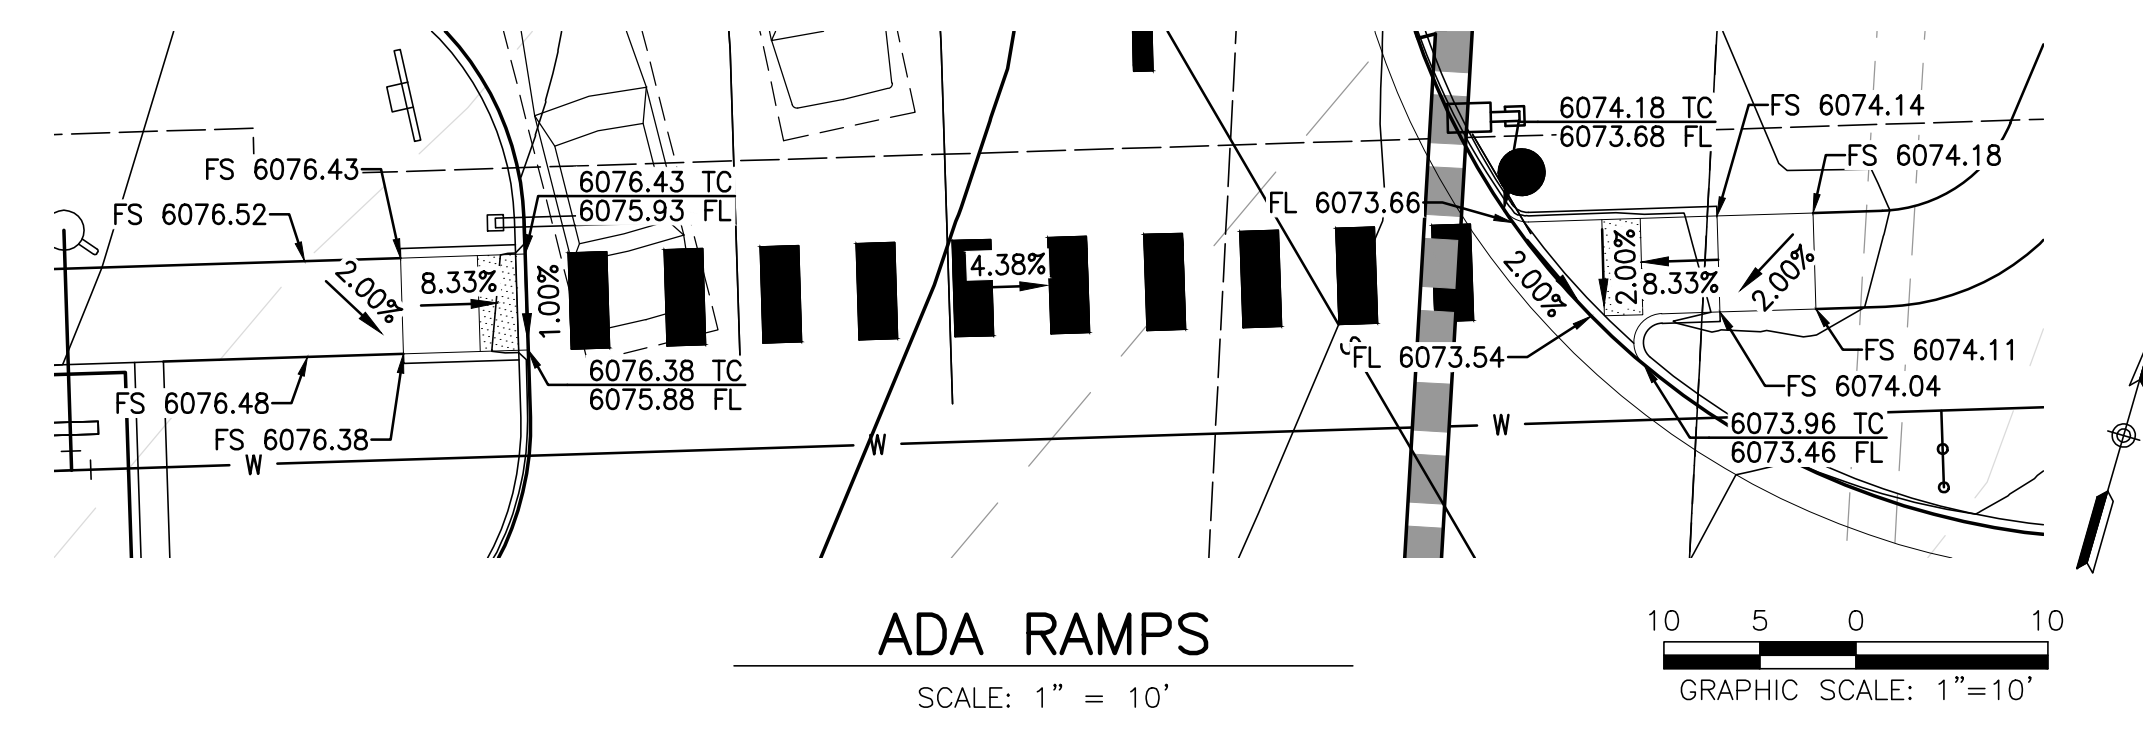 6074.18 TC
6073.68 FL
FS 6074.14
FS 6074.18
FS 6076.43
6076.43 TC
6075.93 FL
FS 6076.52
FL 6073.66
2.00%
8.33%
1.00%
4.38%
2.00%
2.00%
8.33%
2.00%
FL 6073.54
FS 6074.11
FS 6074.04
6076.38 TC
6075.88 FL
FS 6076.48
FS 6076.38
6073.96 TC
6073.46 FL
W
W
W
S
ADA RAMPS
SCALE: 1" = 10'
10 5 0 10
GRAPHIC SCALE: 1"=10'